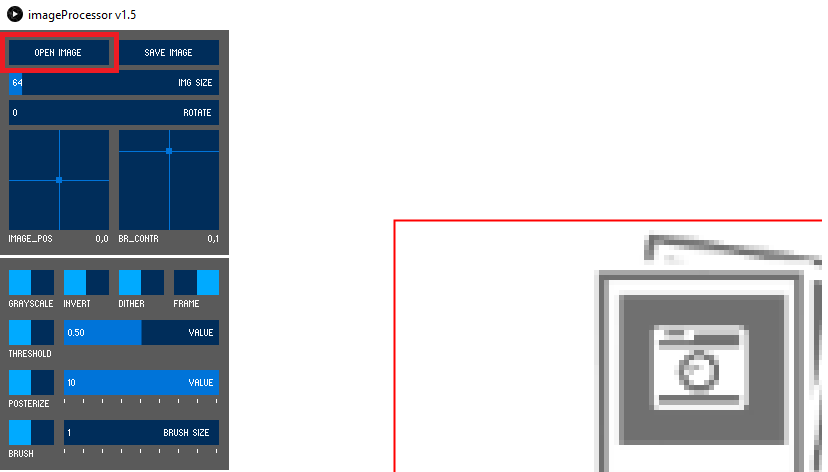 imageProcessor v1.5
OPEN IMAGE SAVE IMAGE
64 IMG SIZE
0 ROTATE
IMAGE_POS 0,0 BR_CONTR 0,1
GRAYSCALE INVERT DITHER FRAME
0.50 VALUE
THRESHOLD
10 VALUE
POSTERIZE
1 BRUSH SIZE
BRUSH